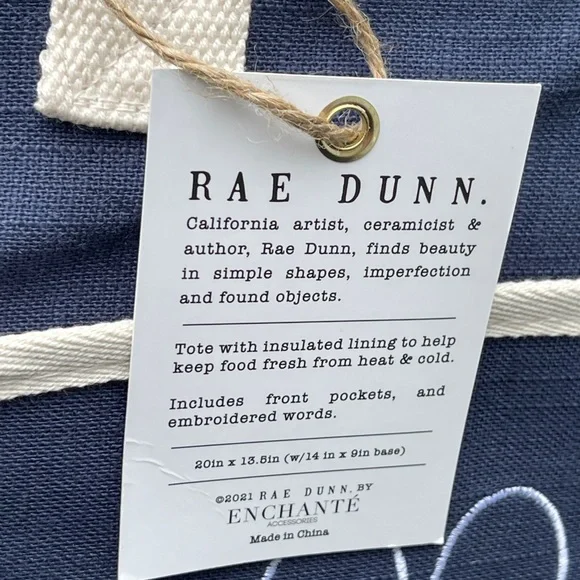 RAE DUNN.
California artist, ceramicist &
author, Rae Dunn, finds beauty
in simple shapes, imperfection
and found objects.
Tote with insulated lining to help
keep food fresh from heat & cold.
Includes front pockets, and
embroidered words.
20in x 13.5in (w/14 in x 9in base)
©2021 RAE DUNN. BY
ENCHANTÉ
ACCESSORIES
Made in China